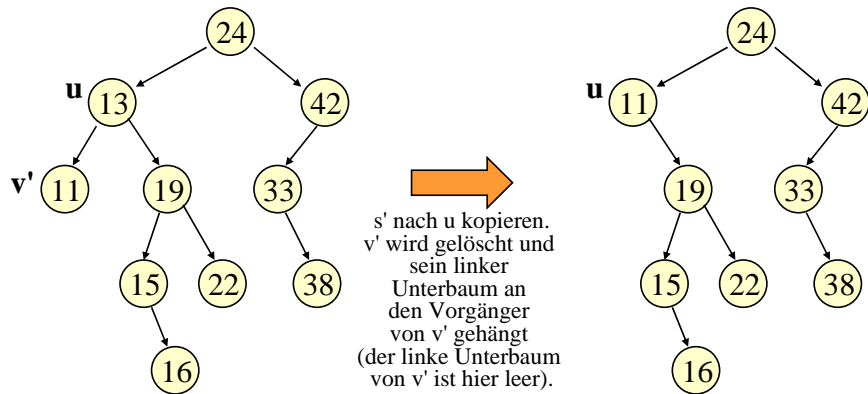 24
24
u 13
42
u 11
42
v' 11
19
33
19
33
s' nach u kopieren.
v' wird gelöscht und
sein linker
Unterbaum an
den Vorgänger
von v' gehängt
(der linke Unterbaum
von v' ist hier leer).
15
22
38
15
22
38
16
16